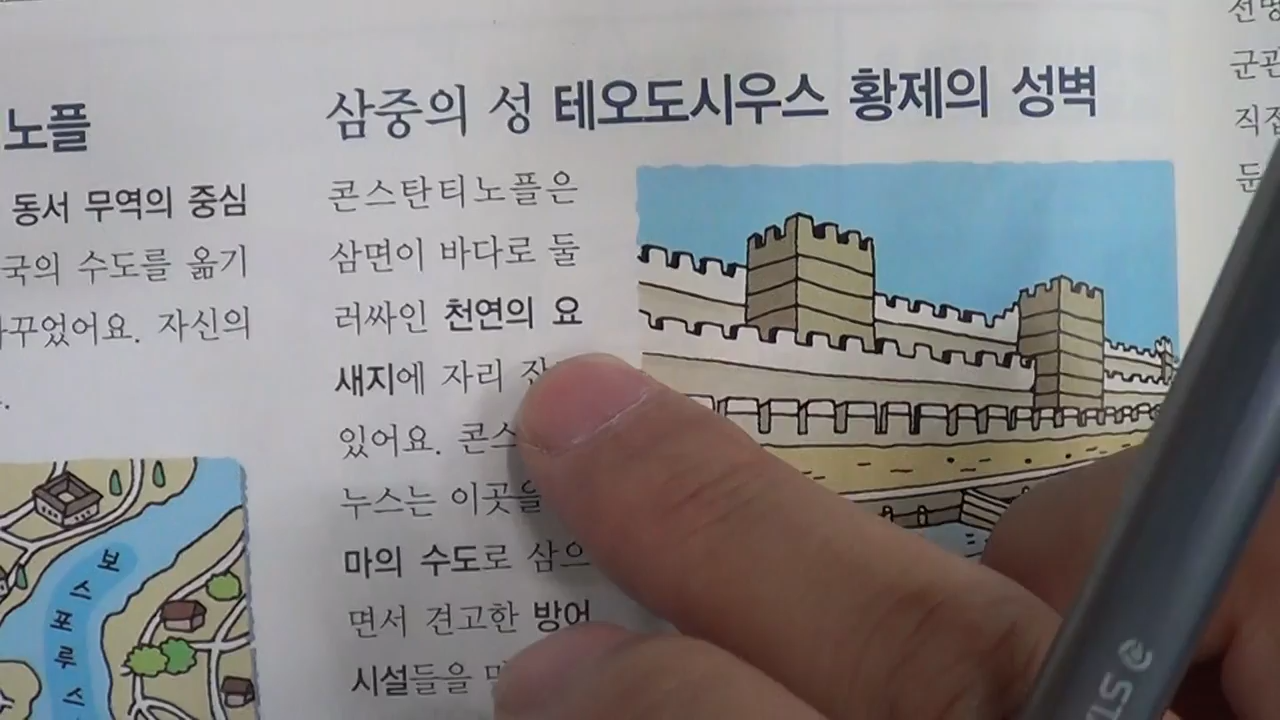 노플
동서 무역의 중심
국의 수도를 옮기
꾸었어요. 자신의
보스포루스
삼중의 성 테오도시우스 황제의 성벽
콘스탄티노플은
삼면이 바다로 둘
러싸인 천연의 요
새지에 자리
있어요. 콘스
누스는 이곳을
마의 수도로 삼으
면서 견고한 방어
시설들을
군관
직접
둔